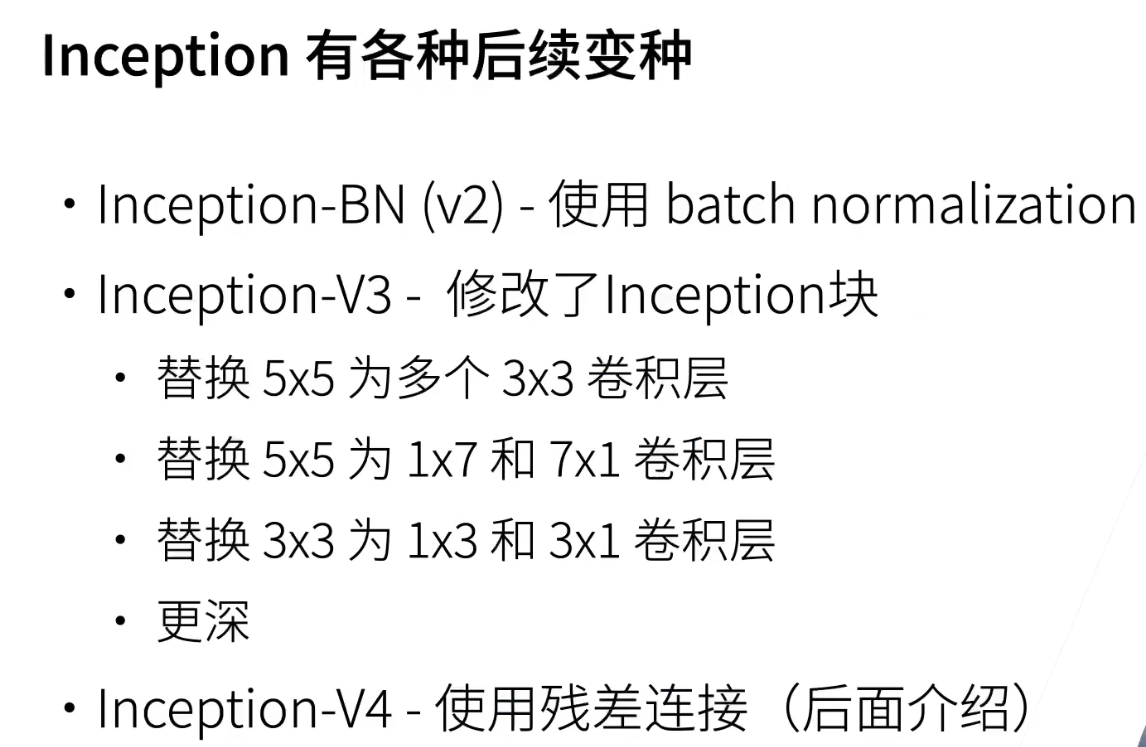 Inception 有各种后续变种
• Inception-BN (v2) - 使用 batch normalization
• Inception-V3 - 修改了Inception块
• 替换 5x5 为多个 3x3 卷积层
• 替换 5x5 为 1x7 和 7x1 卷积层
• 替换 3x3 为 1x3 和 3x1 卷积层
• 更深
• Inception-V4 - 使用残差连接（后面介绍）